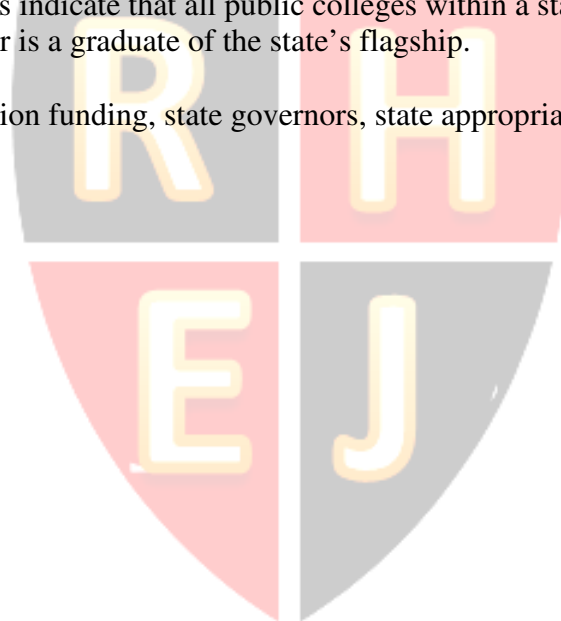 s indicate that all public colleges within a sta
r is a graduate of the state’s flagship.
ion funding, state governors, state appropria
R H
E J